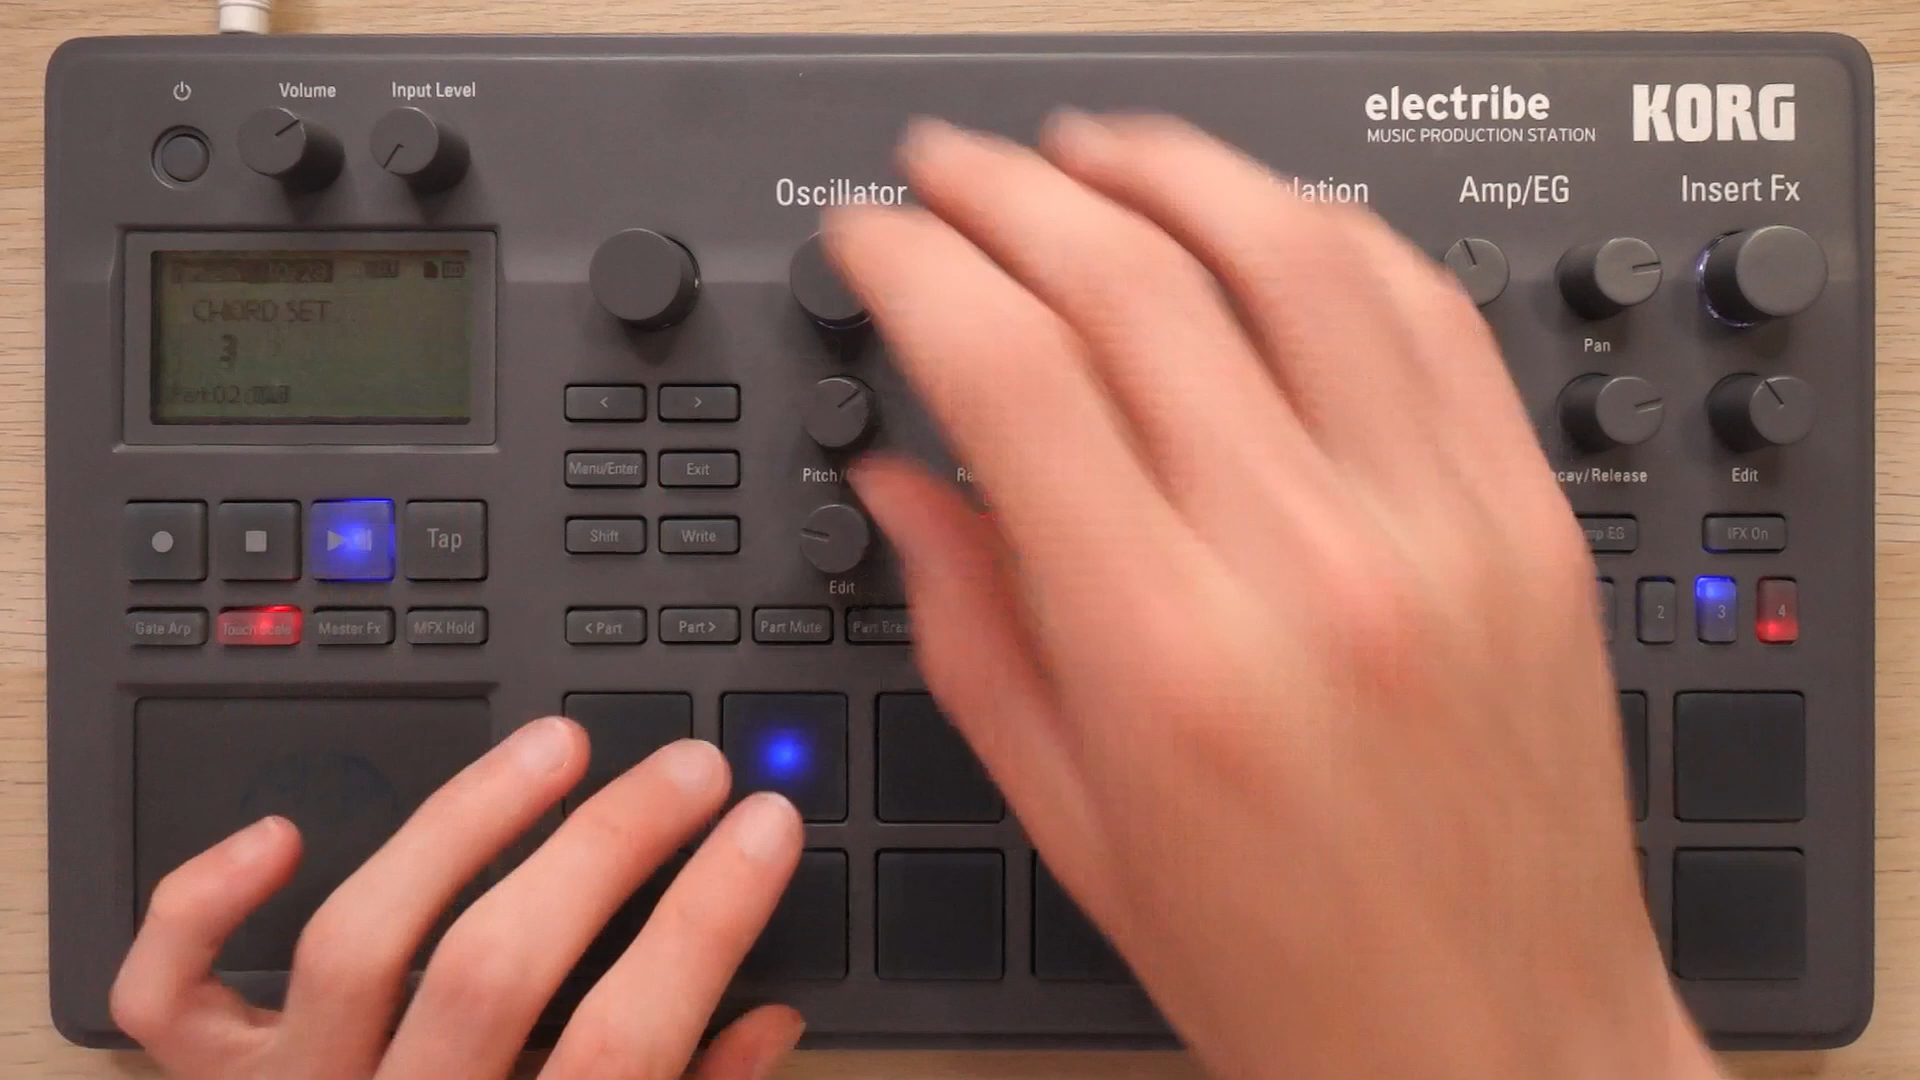 Volume
Input Level
electribe
MUSIC PRODUCTION STATION
KORG
Oscillator
Amp/EG
Insert Fx
CHORD SET
3
Pan
<
>
Menu/Enter
Exit
Edit
Tap
Shift
Write
IFX On
Edit
Gate Arp
Touch Scale
Master Fx
MFX Hold
< Part
Part >
Part Mute
2
3
4